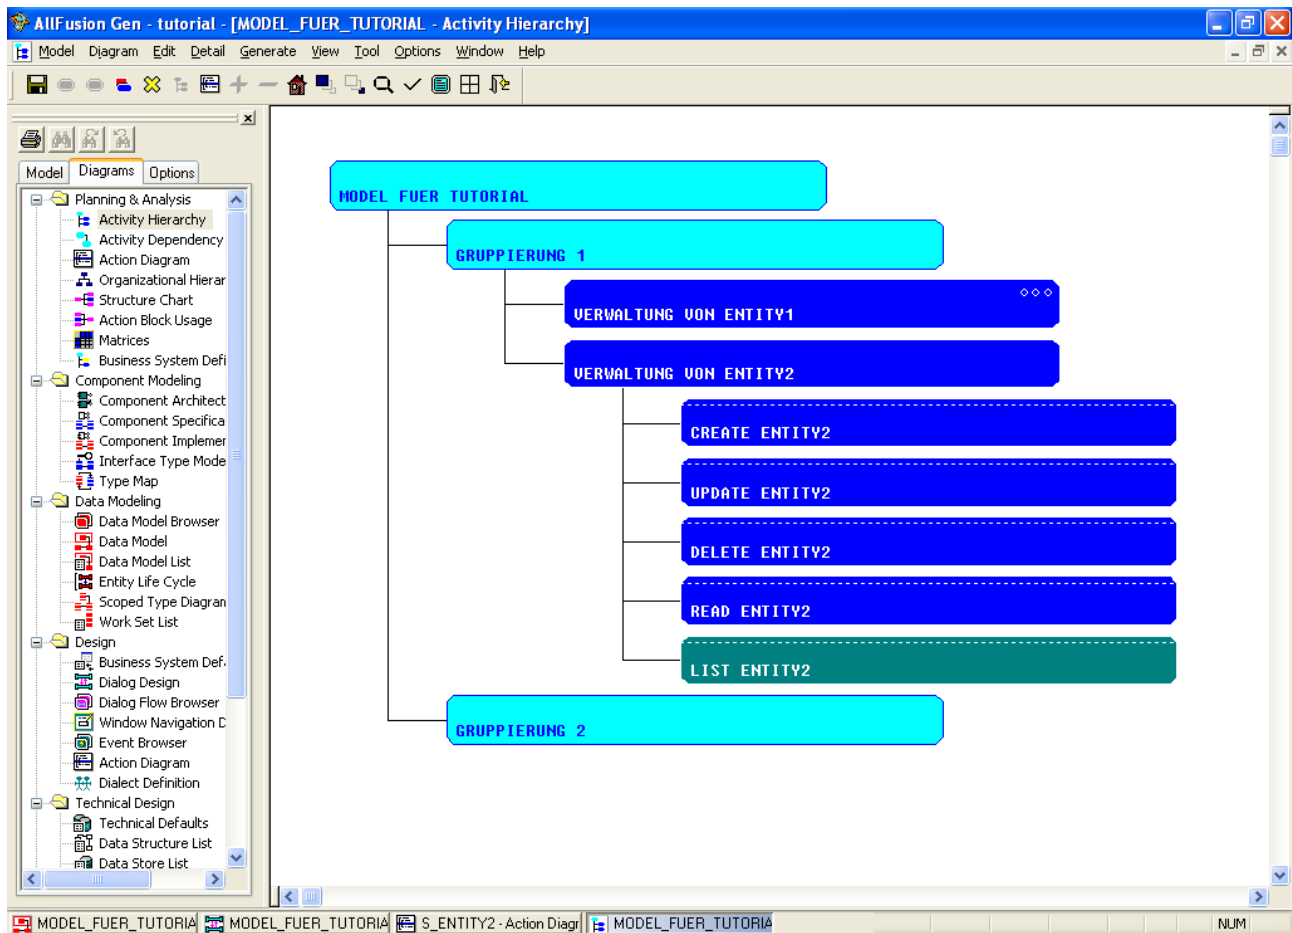 AllFusion Gen - tutorial - [MODEL_FUER_TUTORIAL - Activity Hierarchy]
Model Diagram Edit Detail Generate View Tool Options Window Help
Model Diagrams Options
Planning & Analysis
Activity Hierarchy
Activity Dependency
Action Diagram
Organizational Hierar
Structure Chart
Action Block Usage
Matrices
Business System Defi
Component Modeling
Component Architect
Component Specifica
Component Implemer
Interface Type Mode
Type Map
Data Modeling
Data Model Browser
Data Model
Data Model List
Entity Life Cycle
Scoped Type Diagran
Work Set List
Design
Business System Def.
Dialog Design
Dialog Flow Browser
Window Navigation D
Event Browser
Action Diagram
Dialect Definition
Technical Design
Technical Defaults
Data Structure List
Data Store List
MODEL FUER TUTORIAL
GRUPPIERUNG 1
VERWALTUNG VON ENTITY1
VERWALTUNG VON ENTITY2
CREATE ENTITY2
UPDATE ENTITY2
DELETE ENTITY2
READ ENTITY2
LIST ENTITY2
GRUPPIERUNG 2
MODEL_FUER_TUTORIA MODEL_FUER_TUTORIA S_ENTITY2 - Action Diagr MODEL_FUER_TUTORIA NUM